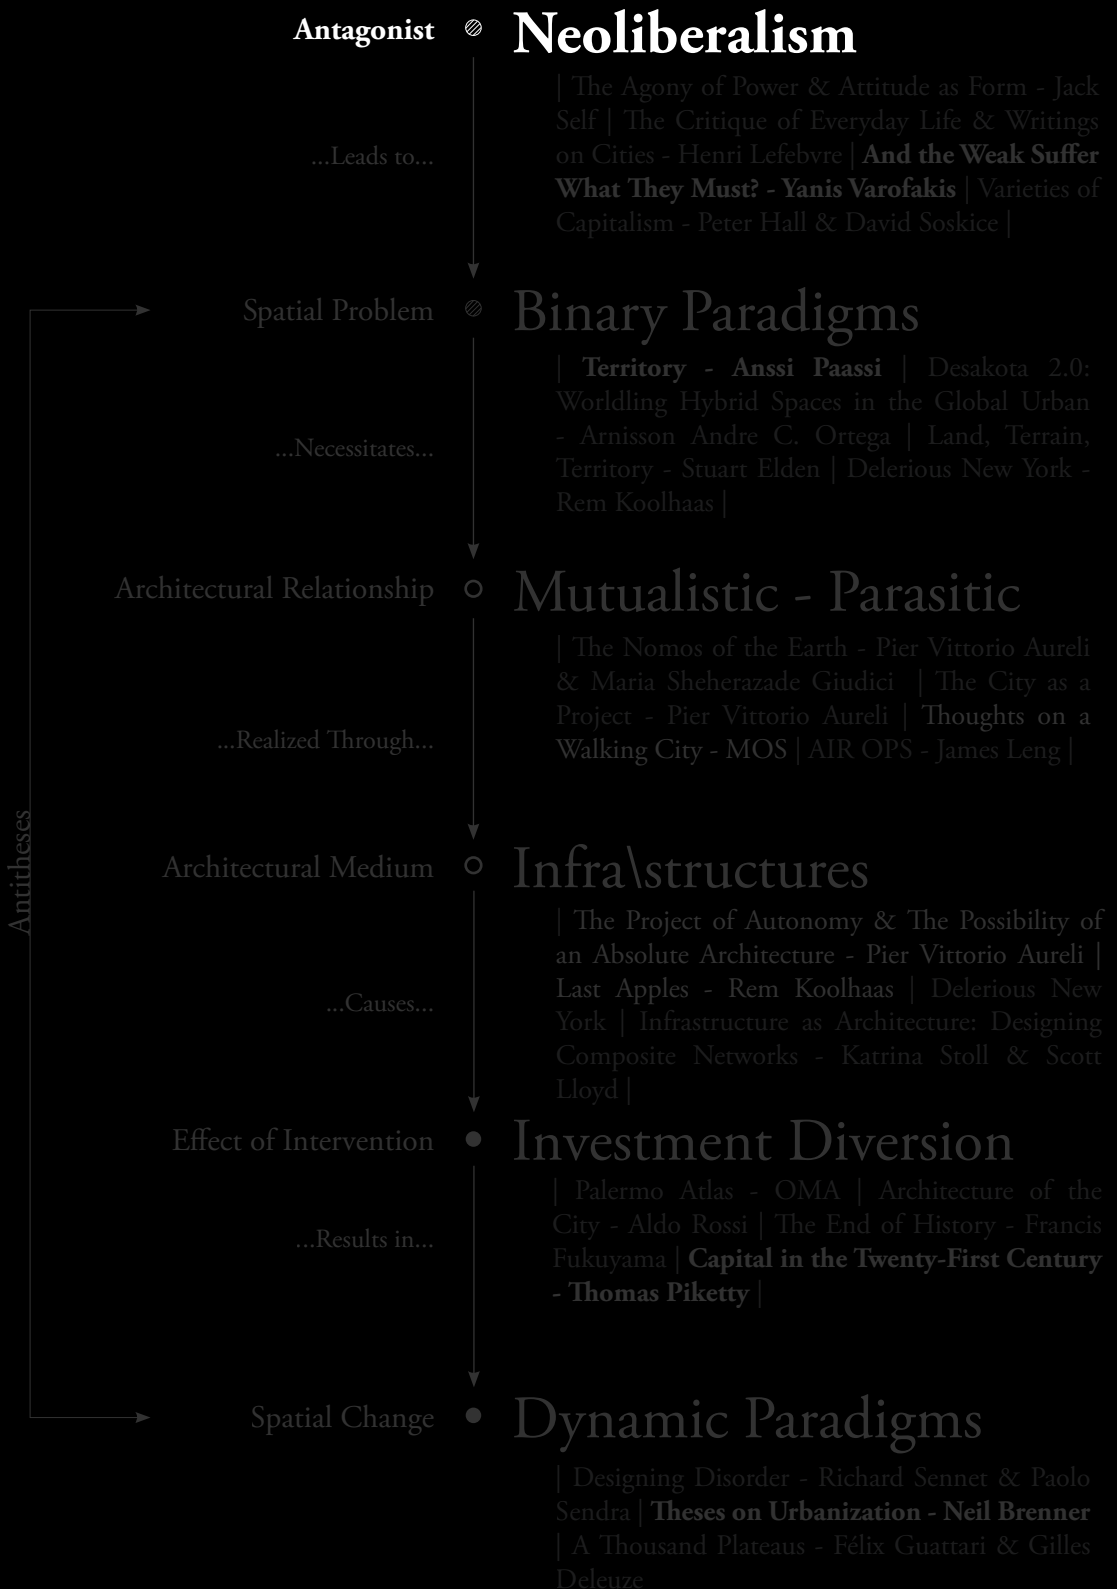 Antagonist
Neoliberalism
| The Agony of Power & Attitude as Form - Jack
Self | The Critique of Everyday Life & Writings
on Cities - Henri Lefebvre | And the Weak Suffer
What They Must? - Yanis Varofakis | Varieties of
Capitalism - Peter Hall & David Soskice |
...Leads to...
Spatial Problem
Binary Paradigms
| Territory - Anssi Paassi | Desakota 2.0:
Worldling Hybrid Spaces in the Global Urban
- Arnisson Andre C. Ortega | Land, Terrain,
Territory - Stuart Elden | Delerious New York -
Rem Koolhaas |
...Necessitates...
Architectural Relationship
Mutualistic - Parasitic
| The Nomos of the Earth - Pier Vittorio Aureli
& Maria Sheherazade Giudici | The City as a
Project - Pier Vittorio Aureli | Thoughts on a
Walking City - MOS | AIR OPS - James Leng |
...Realized Through...
Antitheses
Architectural Medium
Infra\structures
| The Project of Autonomy & The Possibility of
an Absolute Architecture - Pier Vittorio Aureli |
Last Apples - Rem Koolhaas | Delerious New
York | Infrastructure as Architecture: Designing
Composite Networks - Katrina Stoll & Scott
Lloyd |
...Causes...
Effect of Intervention
Investment Diversion
| Palermo Atlas - OMA | Architecture of the
City - Aldo Rossi | The End of History - Francis
Fukuyama | Capital in the Twenty-First Century
- Thomas Piketty |
...Results in...
Spatial Change
Dynamic Paradigms
| Designing Disorder - Richard Sennet & Paolo
Sendra | Theses on Urbanization - Neil Brenner
| A Thousand Plateaus - Félix Guattari & Gilles
Deleuze